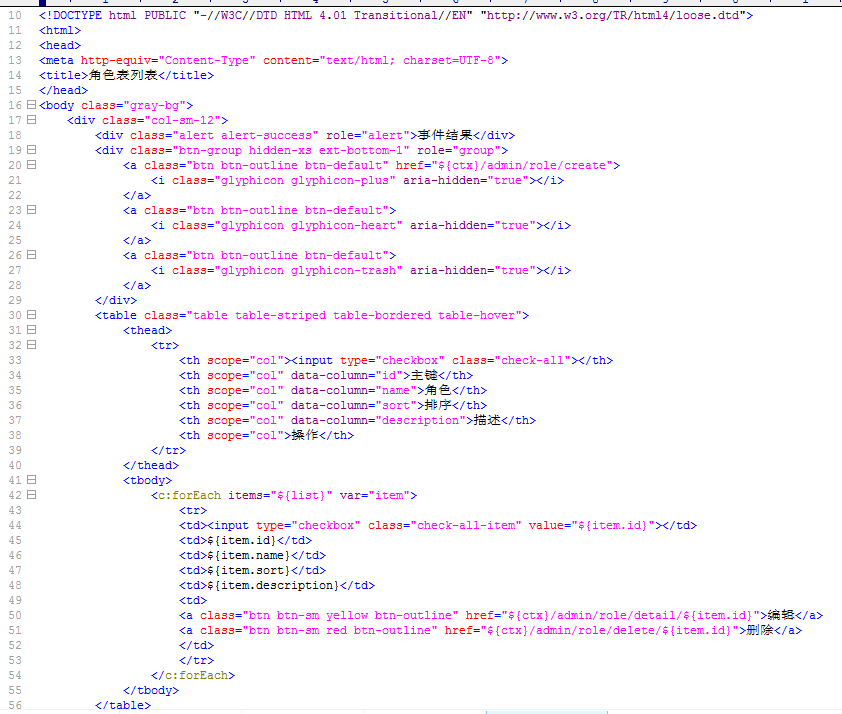 10 <!DOCTYPE html PUBLIC "-//W3C//DTD HTML 4.01 Transitional//EN" "http://www.w3.org/TR/html4/loose.dtd">
11 <html>
12 <head>
13 <meta http-equiv="Content-Type" content="text/html; charset=UTF-8">
14 <title>角色表列表</title>
15 </head>
16 <body class="gray-bg">
17     <div class="col-sm-12">
18         <div class="alert alert-success" role="alert">事件结果</div>
19         <div class="btn-group hidden-xs ext-bottom-1" role="group">
20             <a class="btn btn-outline btn-default" href="${ctx}/admin/role/create">
21                 <i class="glyphicon glyphicon-plus" aria-hidden="true"></i>
22             </a>
23             <a class="btn btn-outline btn-default">
24                 <i class="glyphicon glyphicon-heart" aria-hidden="true"></i>
25             </a>
26             <a class="btn btn-outline btn-default">
27                 <i class="glyphicon glyphicon-trash" aria-hidden="true"></i>
28             </a>
29         </div>
30         <table class="table table-striped table-bordered table-hover">
31             <thead>
32                 <tr>
33                     <th scope="col"><input type="checkbox" class="check-all"></th>
34                     <th scope="col" data-column="id">主键</th>
35                     <th scope="col" data-column="name">角色</th>
36                     <th scope="col" data-column="sort">排序</th>
37                     <th scope="col" data-column="description">描述</th>
38                     <th scope="col">操作</th>
39                 </tr>
40             </thead>
41             <tbody>
42                 <c:forEach items="${list}" var="item">
43                     <tr>
44                     <td><input type="checkbox" class="check-all-item" value="${item.id}"></td>
45                     <td>${item.id}</td>
46                     <td>${item.name}</td>
47                     <td>${item.sort}</td>
48                     <td>${item.description}</td>
49                     <td>
50                     <a class="btn btn-sm yellow btn-outline" href="${ctx}/admin/role/detail/${item.id}">编辑</a>
51                     <a class="btn btn-sm red btn-outline" href="${ctx}/admin/role/delete/${item.id}">删除</a>
52                     </td>
53                     </tr>
54                 </c:forEach>
55             </tbody>
56         </table>